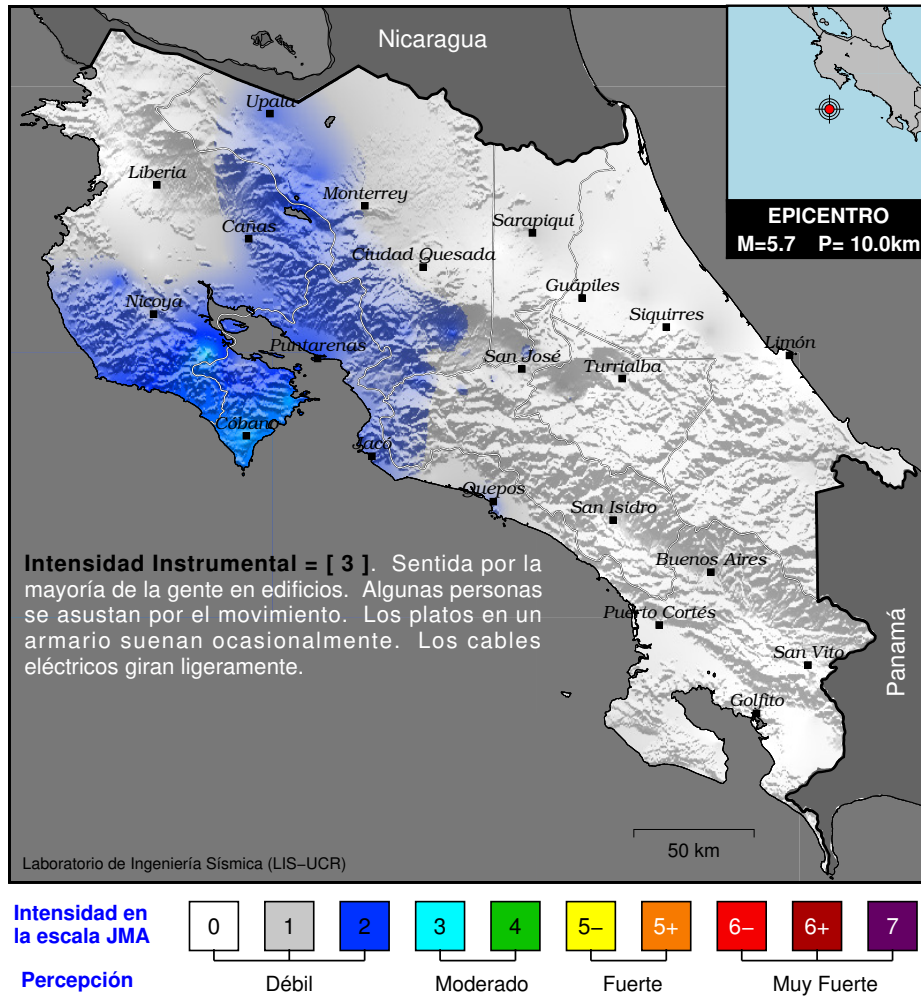 Nicaragua
Upala
Liberia
Monterrey
Cañas
Sarapiquí
EPICENTRO
M=5.7 P= 10.0km
Ciudad Quesada
Guápiles
Nicoya
Siquirres
Puntarenas
San José
Limón
Turrialba
Cóbano
Jacó
Quepos
San Isidro
Buenos Aires
Intensidad Instrumental = [ 3 ]. Sentida por la
mayoría de la gente en edificios. Algunas personas
se asustan por el movimiento. Los platos en un
armario suenan ocasionalmente. Los cables
eléctricos giran ligeramente.
Puerto Cortés
San Vito
Panamá
Golfito
50 km
Laboratorio de Ingeniería Sísmica (LIS−UCR)
Intensidad en
la escala JMA
0 1 2 3 4 5− 5+ 6− 6+ 7
Percepción
Débil Moderado Fuerte Muy Fuerte